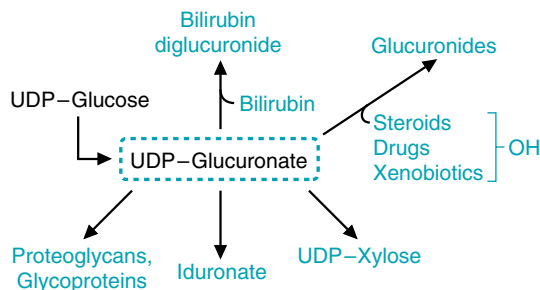 Bilirubin
diglucuronide
Glucuronides
UDP–Glucose
Bilirubin
Steroids
Drugs
Xenobiotics
OH
UDP–Glucuronate
Proteoglycans,
Glycoproteins
Iduronate
UDP–Xylose